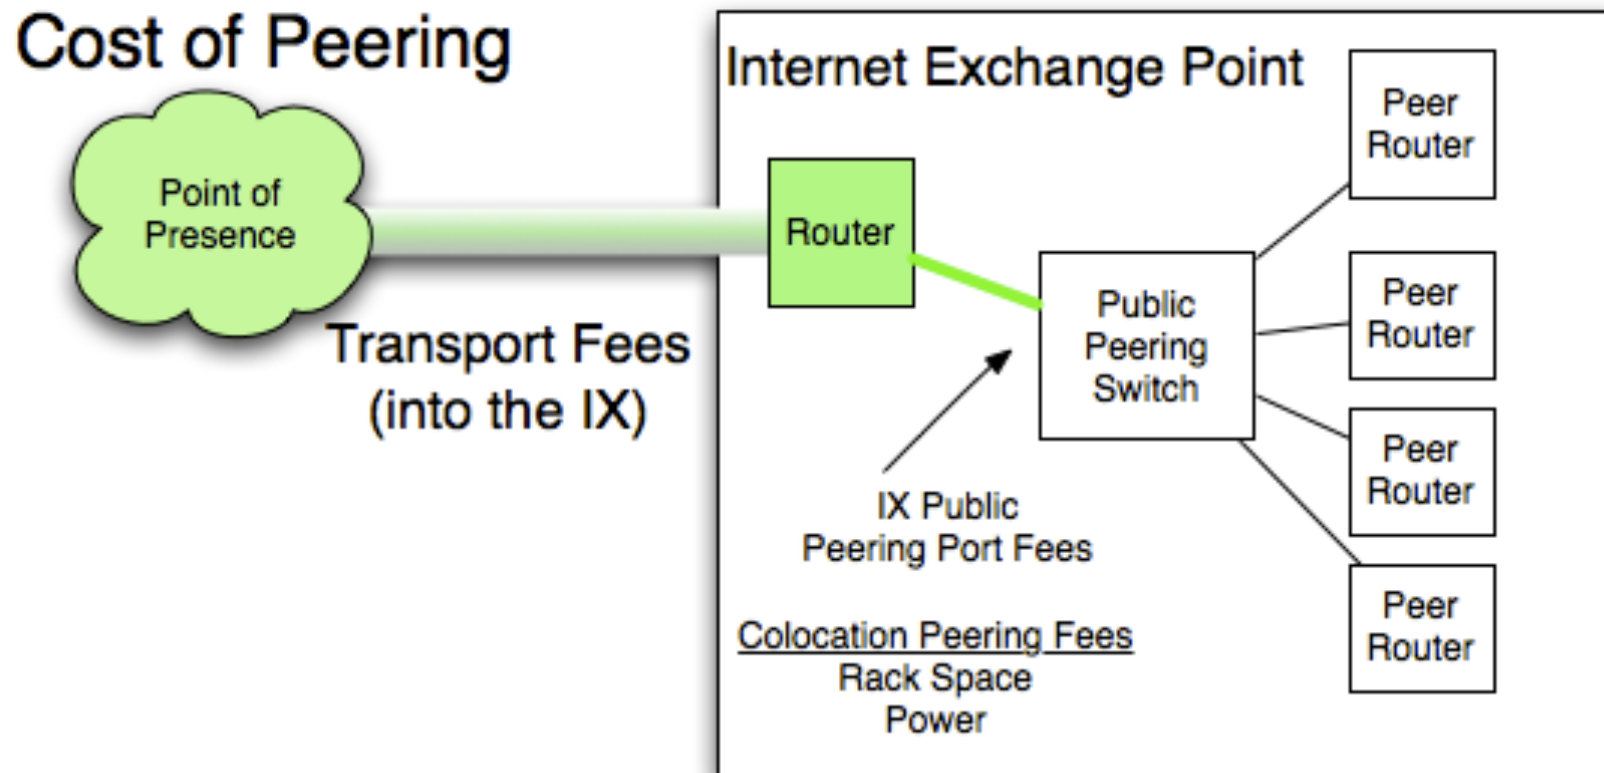 Cost of Peering
Internet Exchange Point
Point of
Presence
Transport Fees
(into the IX)
Router
Public
Peering
Switch
Peer
Router
Peer
Router
Peer
Router
Peer
Router
IX Public
Peering Port Fees
Colocation Peering Fees
Rack Space
Power